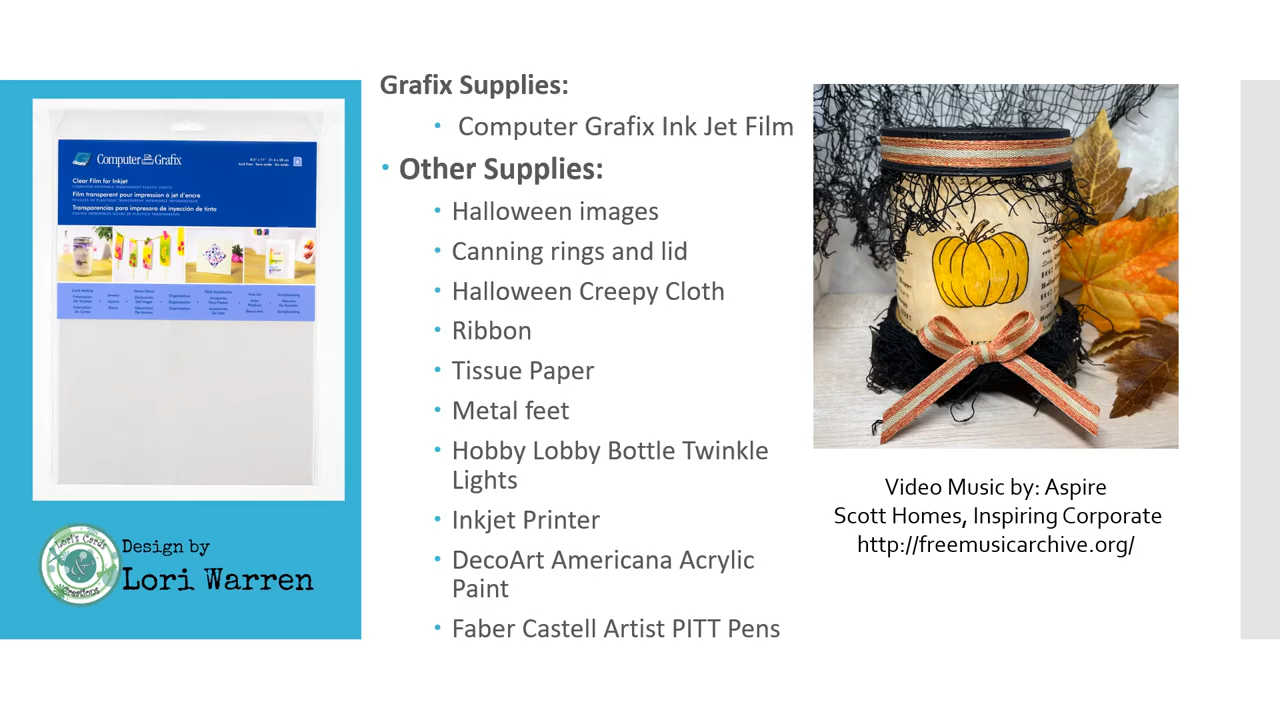 Grafix Supplies:
Computer Grafix Ink Jet Film
Other Supplies:
Halloween images
Canning rings and lid
Halloween Creepy Cloth
Ribbon
Tissue Paper
Metal feet
Hobby Lobby Bottle Twinkle
Lights
Inkjet Printer
DecoArt Americana Acrylic
Paint
Faber Castell Artist PITT Pens
Computer Grafix
Clear Film for Inkjet
Film transparent pour impression à jet d'encre
Transparencias para impresora de inyección de tinta
Lori's Cards
&
Creations
Design by
Lori Warren
Video Music by: Aspire
Scott Homes, Inspiring Corporate
http://freemusicarchive.org/